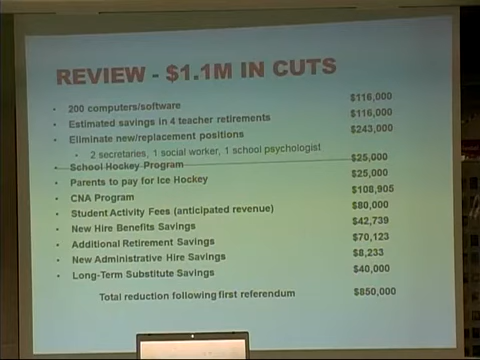 REVIEW - $1.1M IN CUTS
• 200 computers/software $116,000
• Estimated savings in 4 teacher retirements $116,000
• Eliminate new/replacement positions $243,000
• 2 secretaries, 1 social worker, 1 school psychologist
• School Hockey Program $25,000
• Parents to pay for Ice Hockey $25,000
• CNA Program $108,905
• Student Activity Fees (anticipated revenue) $80,000
• New Hire Benefits Savings $42,739
• Additional Retirement Savings $70,123
• New Administrative Hire Savings $8,233
• Long-Term Substitute Savings $40,000
Total reduction following first referendum $850,000